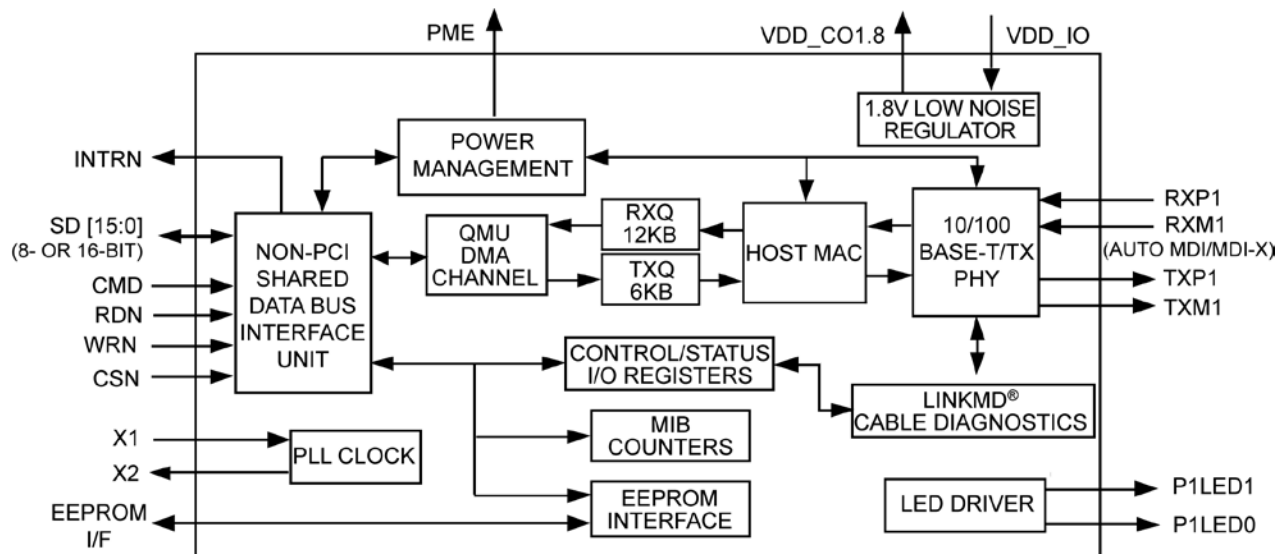 PME
VDD_CO1.8
VDD_IO
1.8V LOW NOISE
REGULATOR
POWER
MANAGEMENT
INTRN
SD [15:0]
(8- OR 16-BIT)
CMD
RDN
WRN
CSN
NON-PCI
SHARED
DATA BUS
INTERFACE
UNIT
QMU
DMA
CHANNEL
RXQ
12KB
TXQ
6KB
HOST MAC
10/100
BASE-T/TX
PHY
RXP1
RXM1
(AUTO MDI/MDI-X)
TXP1
TXM1
CONTROL/STATUS
I/O REGISTERS
LINKMD®
CABLE DIAGNOSTICS
MIB
COUNTERS
X1
X2
PLL CLOCK
EEPROM
I/F
EEPROM
INTERFACE
LED DRIVER
P1LED1
P1LED0